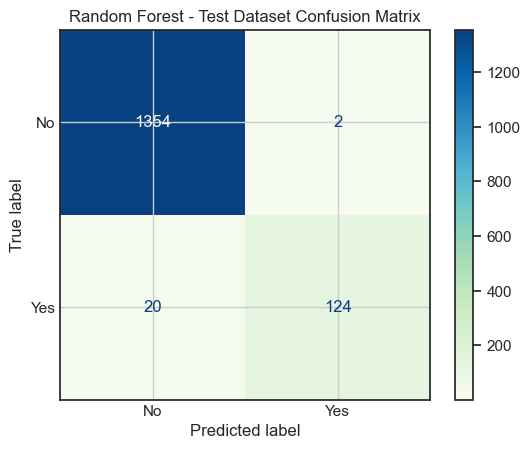 Random Forest - Test Dataset Confusion Matrix
True label
No
1354
2
Yes
20
124
No
Yes
Predicted label
1200
1000
800
600
400
200